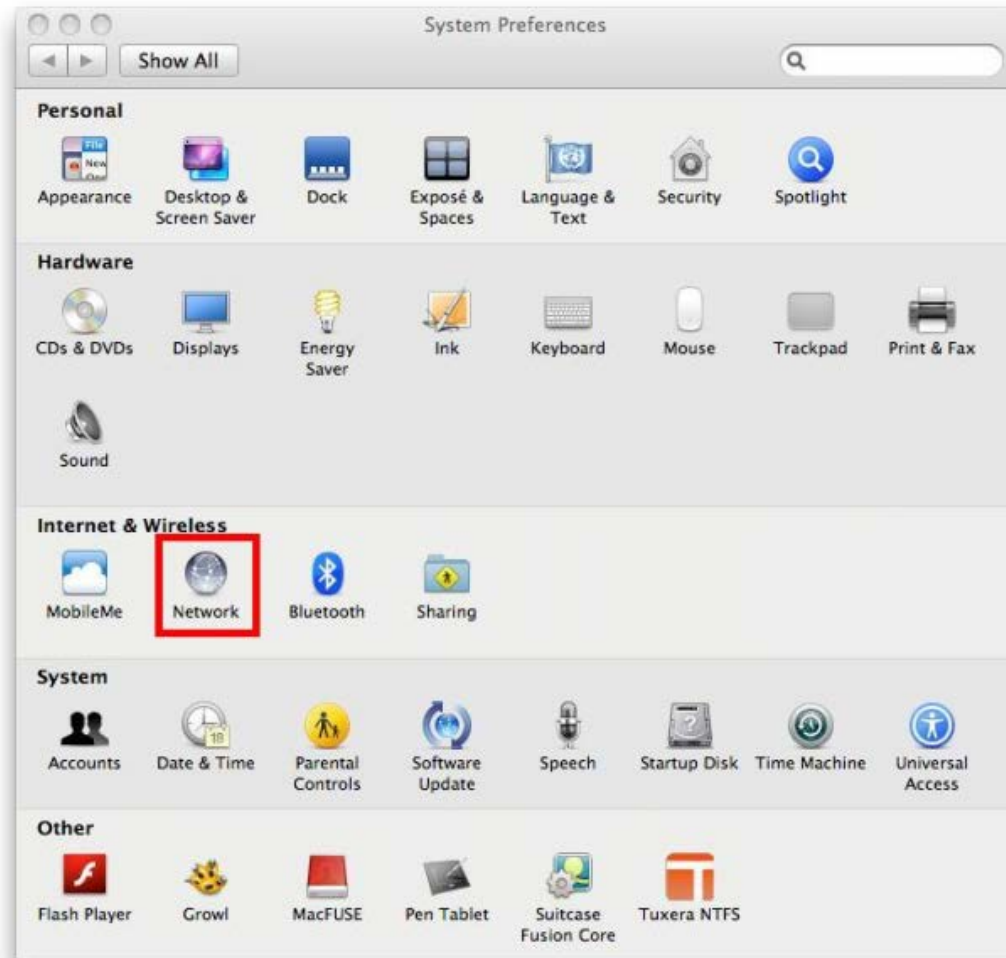 System Preferences
Show All
Personal
File
New
Appearance
Desktop &
Screen Saver
Dock
Exposé &
Spaces
Language &
Text
Security
Spotlight
Hardware
CDs & DVDs
Displays
Energy
Saver
Ink
Keyboard
Mouse
Trackpad
Print & Fax
Sound
Internet & Wireless
MobileMe
Network
Bluetooth
Sharing
System
18
Accounts
Date & Time
Parental
Controls
Software
Update
Speech
Startup Disk
Time Machine
Universal
Access
Other
Flash Player
Growl
MacFUSE
Pen Tablet
Suitcase
Fusion Core
Tuxera NTFS